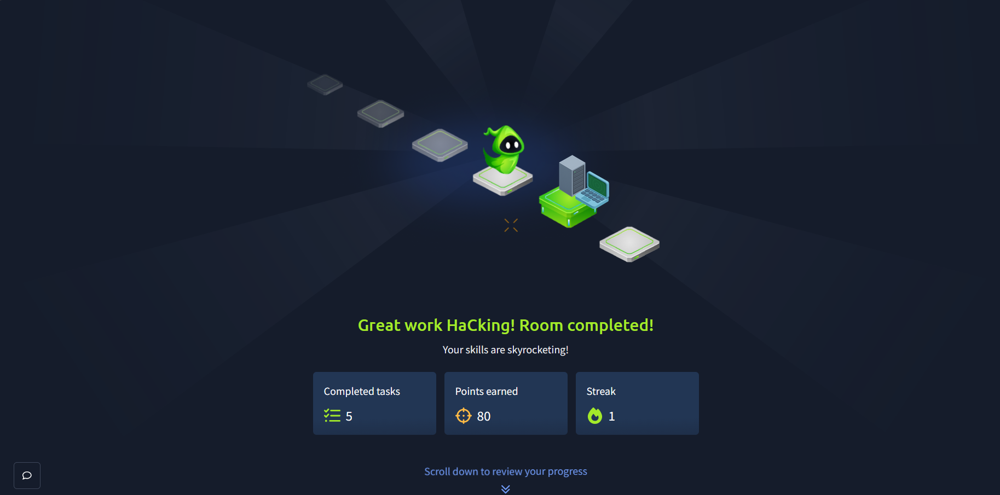 Great work HaCking! Room completed!
Your skills are skyrocketing!
Completed tasks
5
Points earned
80
Streak
1
Scroll down to review your progress